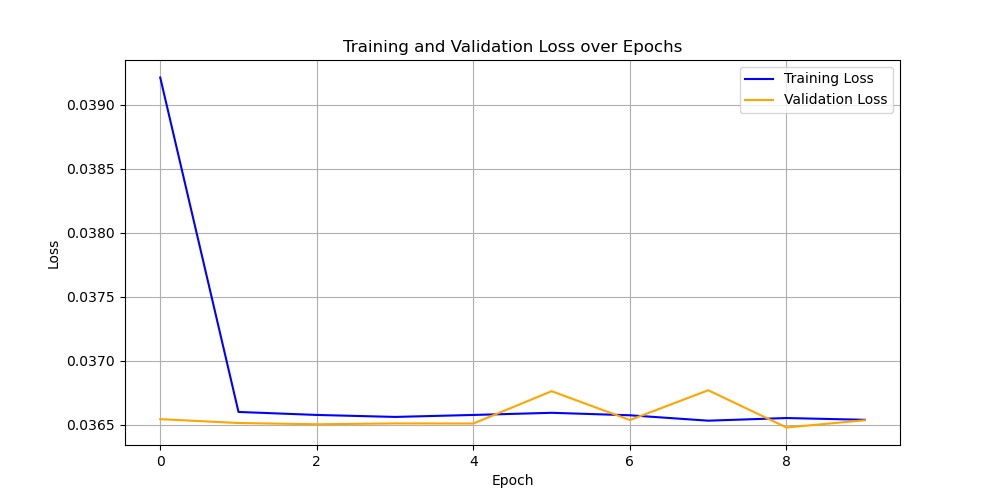 Training and Validation Loss over Epochs
Training Loss
Validation Loss
0.0390
0.0385
0.0380
0.0375
0.0370
0.0365
Loss
0 2 4 6 8
Epoch